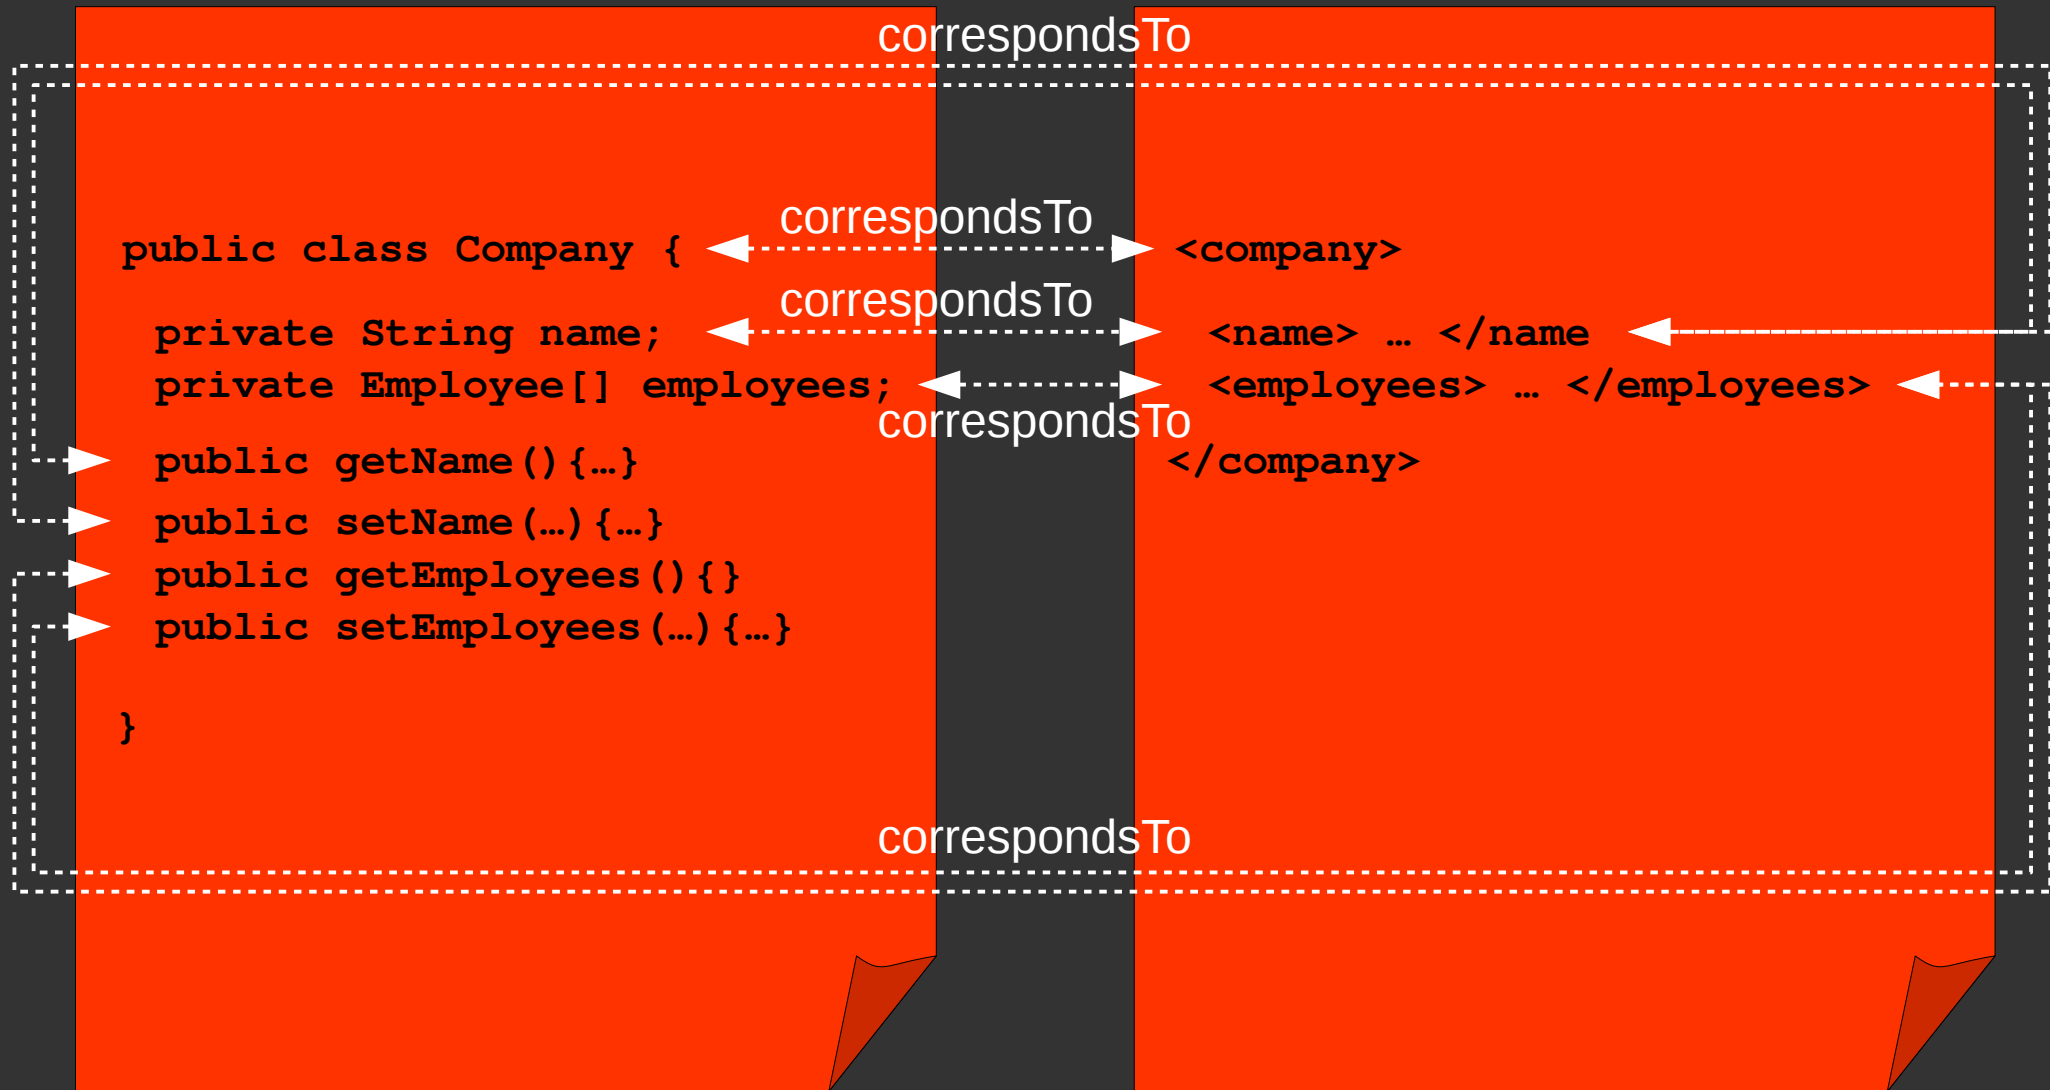 correspondsTo
correspondsTo
public class Company {
<company>
correspondsTo
private String name;
<name> … </name
private Employee[] employees;
<employees> … </employees>
correspondsTo
public getName(){…}
</company>
public setName(…){…}
public getEmployees(){}
public setEmployees(…){…}
}
correspondsTo